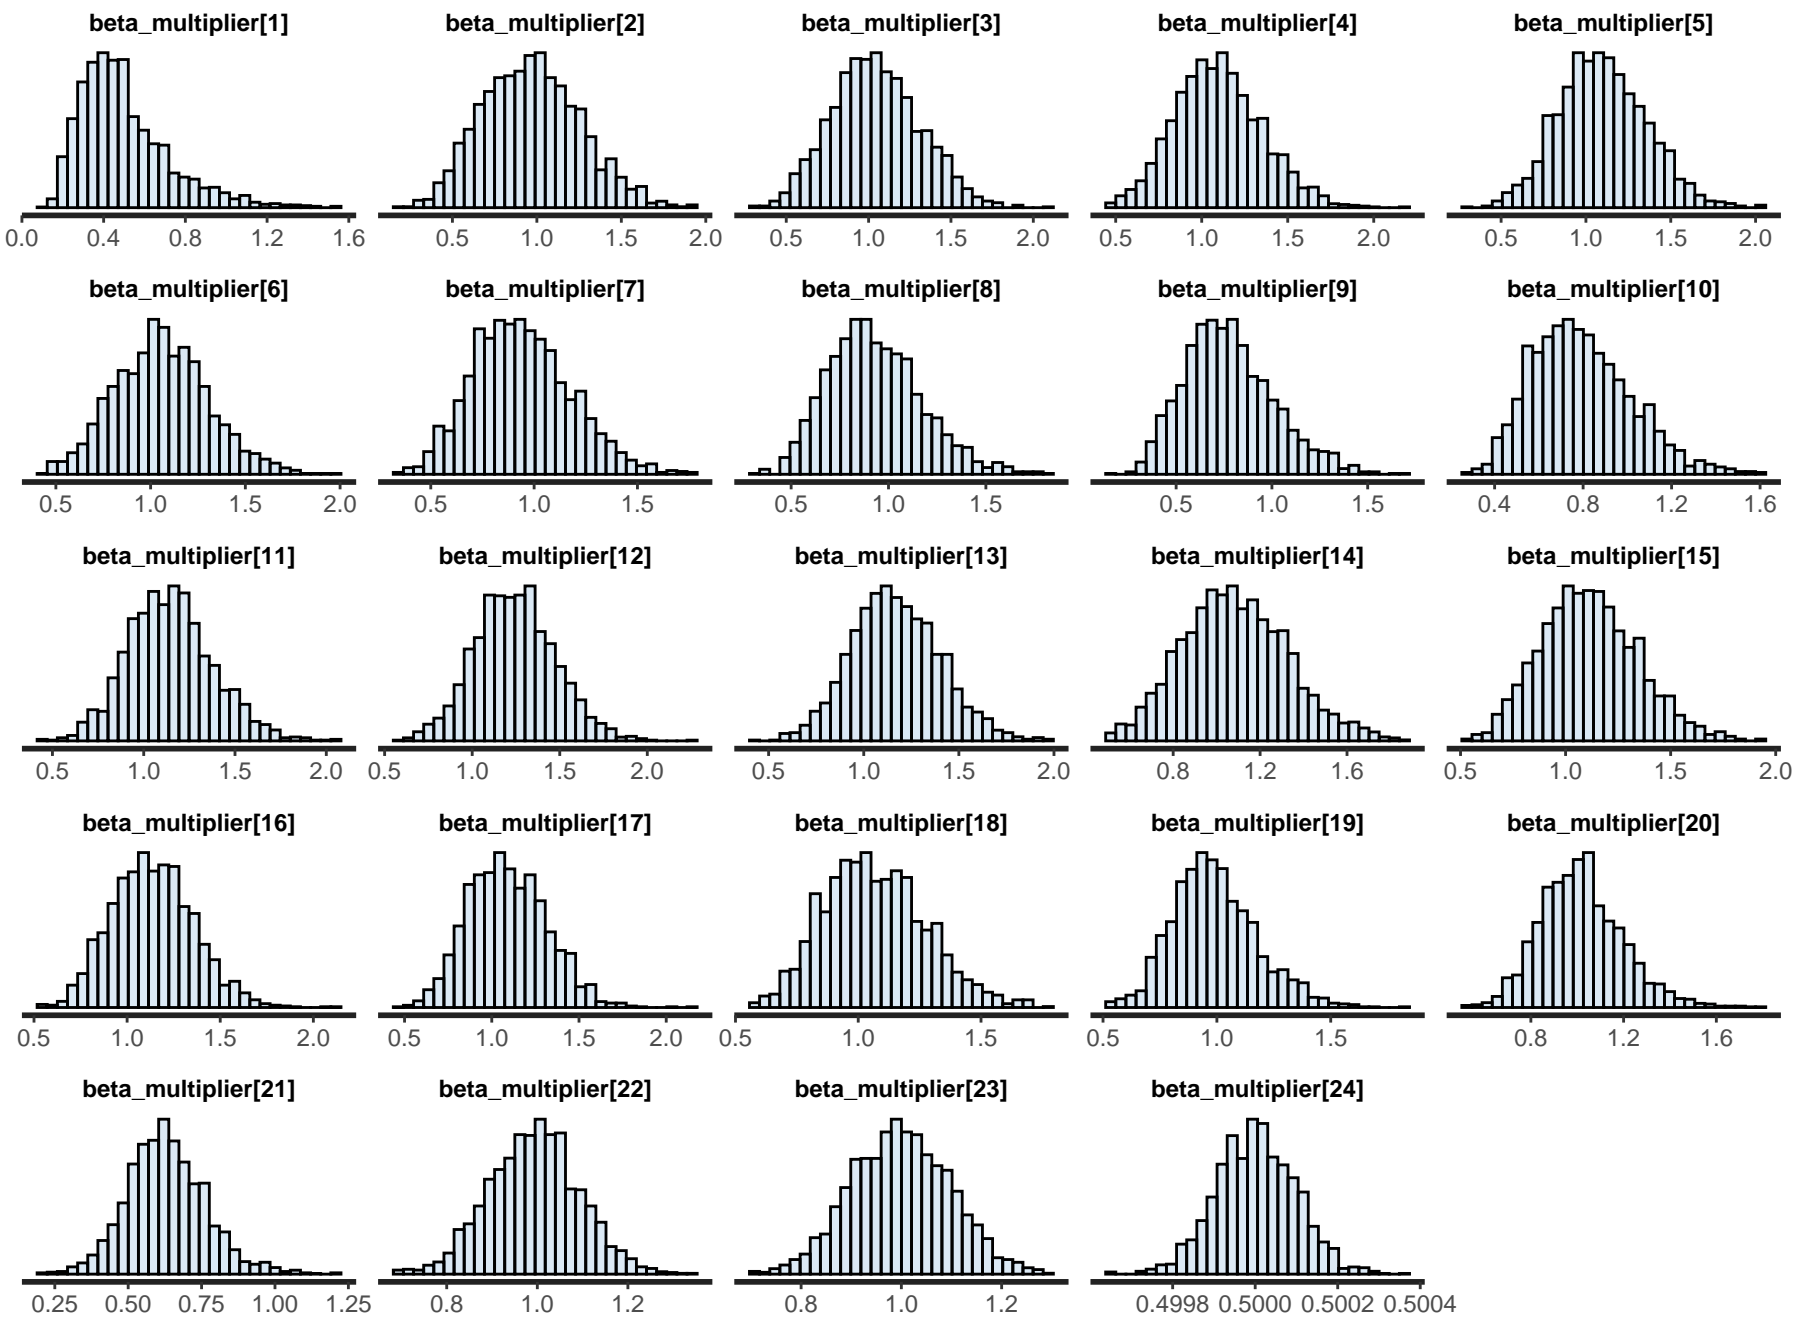 beta_multiplier[1] beta_multiplier[2] beta_multiplier[3] beta_multiplier[4] beta_multiplier[5]
0.0 0.4 0.8 1.2 1.6 0.5 1.0 1.5 2.0 0.5 1.0 1.5 2.0 0.5 1.0 1.5 2.0 0.5 1.0 1.5 2.0
beta_multiplier[6] beta_multiplier[7] beta_multiplier[8] beta_multiplier[9] beta_multiplier[10]
0.5 1.0 1.5 2.0 0.5 1.0 1.5 0.5 1.0 1.5 0.5 1.0 1.5 0.4 0.8 1.2 1.6
beta_multiplier[11] beta_multiplier[12] beta_multiplier[13] beta_multiplier[14] beta_multiplier[15]
0.5 1.0 1.5 2.0 0.5 1.0 1.5 2.0 0.5 1.0 1.5 2.0 0.8 1.2 1.6 0.5 1.0 1.5 2.0
beta_multiplier[16] beta_multiplier[17] beta_multiplier[18] beta_multiplier[19] beta_multiplier[20]
0.5 1.0 1.5 2.0 0.5 1.0 1.5 2.0 0.5 1.0 1.5 0.5 1.0 1.5 0.8 1.2 1.6
beta_multiplier[21] beta_multiplier[22] beta_multiplier[23] beta_multiplier[24]
0.25 0.50 0.75 1.00 1.25 0.8 1.0 1.2 0.8 1.0 1.2 0.4998 0.5000 0.5002 0.5004